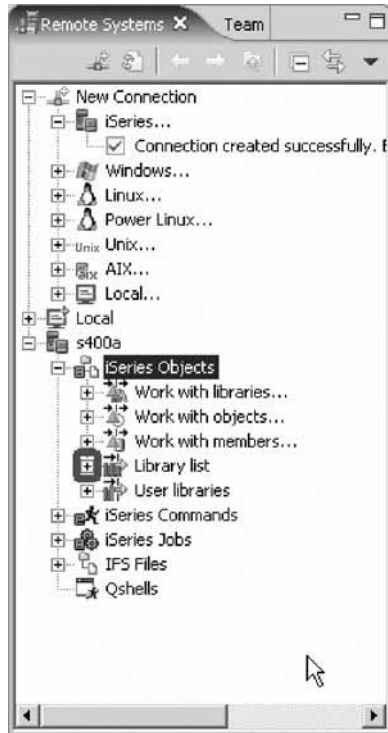 Remote Systems
Team
New Connection
iSeries...
Connection created successfully. E
Windows...
Linux...
Power Linux...
Unix Unix...
aix AIX...
Local...
Local
s400a
iSeries Objects
Work with libraries...
Work with objects...
Work with members...
Library list
User libraries
iSeries Commands
iSeries Jobs
IFS Files
Qshells